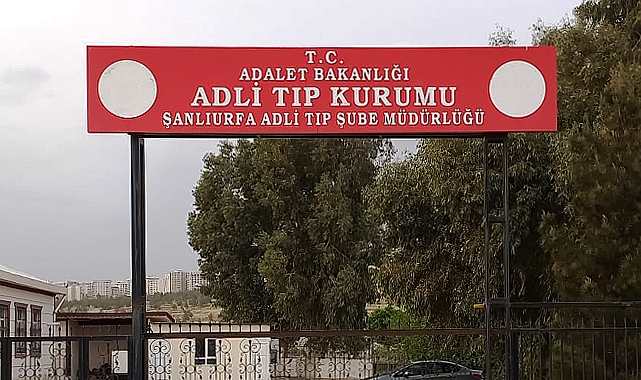 T.C.
ADALET BAKANLIĞI
ADLİ TIP KURUMU
ŞANLIURFA ADLİ TIP ŞUBE MÜDÜRLÜĞÜ